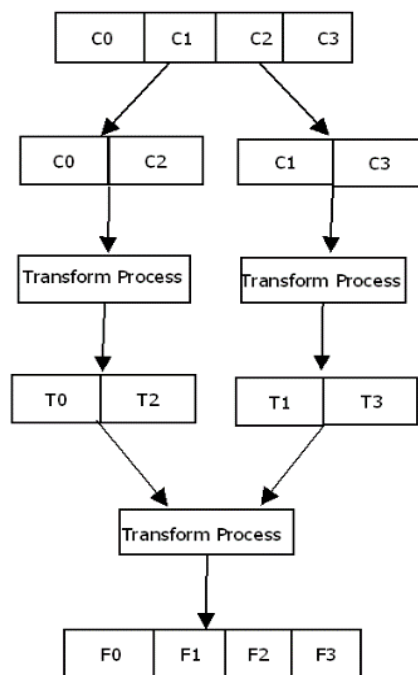 C0 C1 C2 C3
C0 C2 C1 C3
Transform Process Transform Process
T0 T2 T1 T3
Transform Process
F0 F1 F2 F3